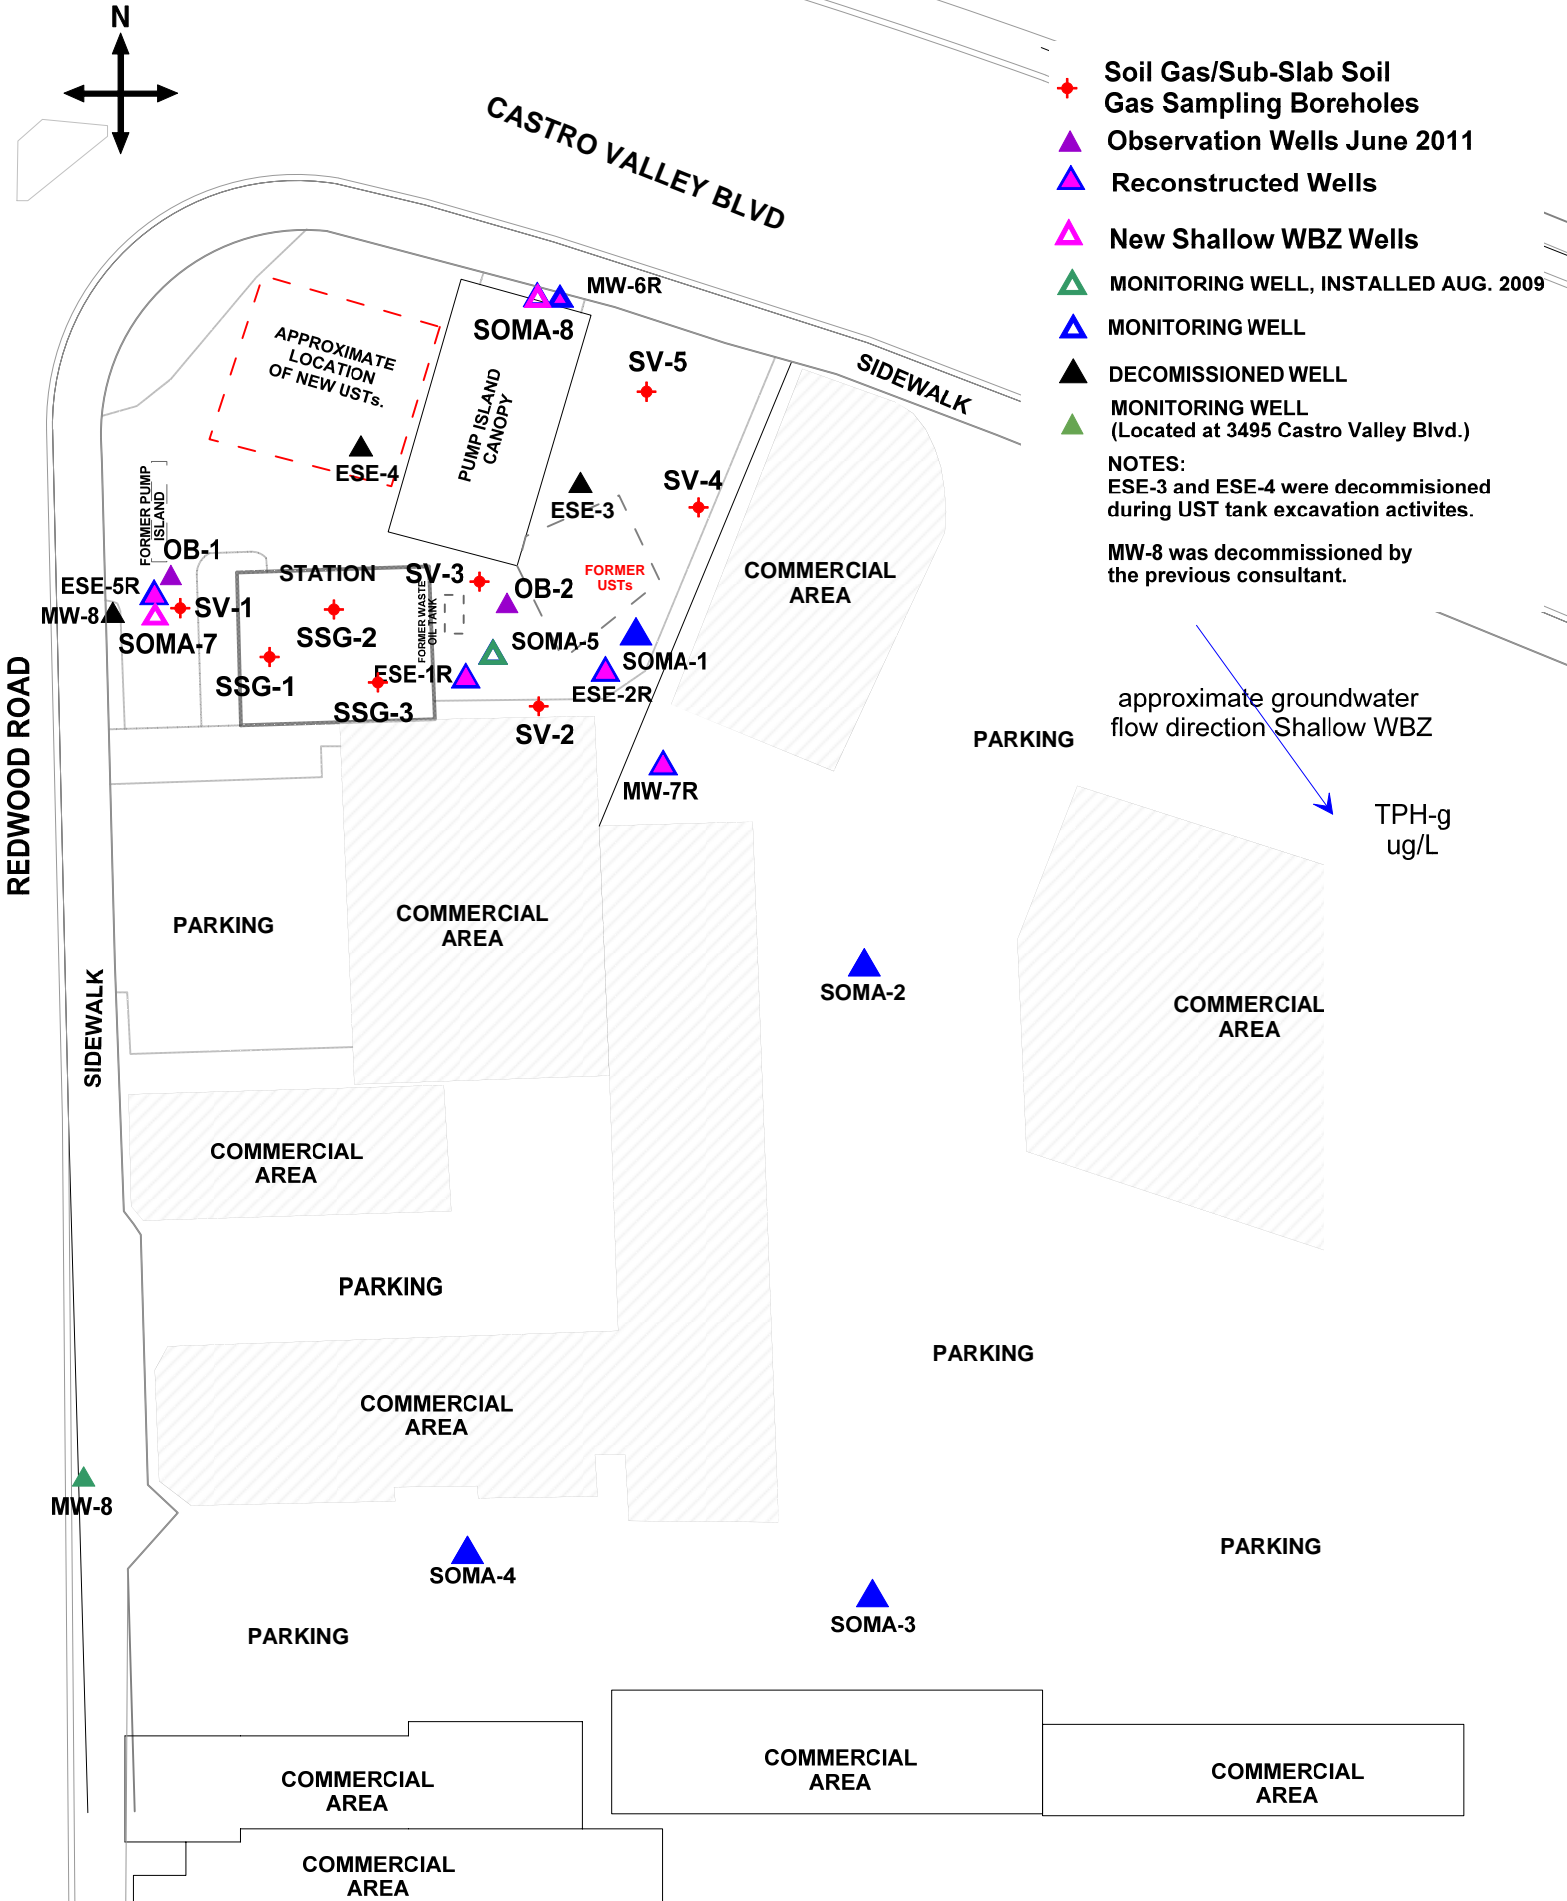 N
CASTRO VALLEY BLVD
Soil Gas/Sub-Slab Soil
Gas Sampling Boreholes
Observation Wells June 2011
Reconstructed Wells
New Shallow WBZ Wells
MONITORING WELL, INSTALLED AUG. 2009
MONITORING WELL
DECOMISSIONED WELL
MONITORING WELL
(Located at 3495 Castro Valley Blvd.)
NOTES:
ESE-3 and ESE-4 were decommisioned
during UST tank excavation activites.
MW-8 was decommissioned by
the previous consultant.
approximate groundwater
flow direction Shallow WBZ
TPH-g
ug/L
MW-6R
SOMA-8
SV-5
SIDEWALK
APPROXIMATE
LOCATION
OF NEW USTs.
PUMP ISLAND
CANOPY
ESE-4
SV-4
ESE-3
FORMER PUMP
ISLAND
OB-1
STATION
SV-3
OB-2
FORMER
USTs
COMMERCIAL
AREA
ESE-5R
MW-8
SV-1
SOMA-7
SSG-2
FORMER WASTE
OIL TANK
SOMA-5
SOMA-1
SSG-1
ESE-1R
ESE-2R
SSG-3
SV-2
REDWOOD ROAD
PARKING
MW-7R
PARKING
COMMERCIAL
AREA
SOMA-2
COMMERCIAL
AREA
SIDEWALK
COMMERCIAL
AREA
PARKING
PARKING
COMMERCIAL
AREA
MW-8
SOMA-4
PARKING
SOMA-3
PARKING
COMMERCIAL
AREA
COMMERCIAL
AREA
COMMERCIAL
AREA
COMMERCIAL
AREA